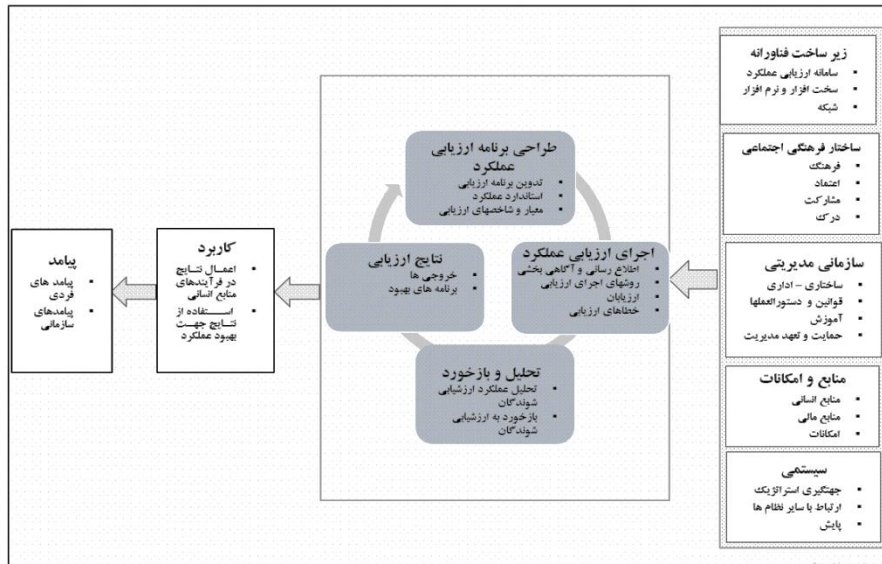 زیر ساخت فناورانه
سامانه ارزیابی عملکرد
سخت افزار و نرم افزار
شبکه
ساختار فرهنگی اجتماعی
فرهنگ
اعتماد
مشارکت
درک
سازمانی مدیریتی
ساختاری – اداری
قوانین و دستورالعملها
آموزش
حمایت و تعهد مدیریت
منابع و امکانات
منابع انسانی
منابع مالی
امکانات
سیستمی
جهتگیری استراتژیک
ارتباط با سایر نظام ها
پایش
طراحی برنامه ارزیابی
عملکرد
تدوین برنامه ارزیابی
استاندارد عملکرد
معیار و شاخصهای ارزیابی
اجرای ارزیابی عملکرد
اطلاع رسانی و آگاهی بخشی
روشهای اجرای ارزیابی
ارزیابان
خطاهای ارزیابی
تحلیل و بازخورد
تحلیل عملکرد ارزشیابی
شوندگان
بازخورد به ارزشیابی
شوندگان
نتایج ارزیابی
خروجی ها
برنامه های بهبود
کاربرد
اعمال نتایج
در فرآیندهای
منابع انسانی
استفاده از
نتایج جهت
بهبود عملکرد
پیامد
پیامد های
فردی
پیامدهای
سازمانی